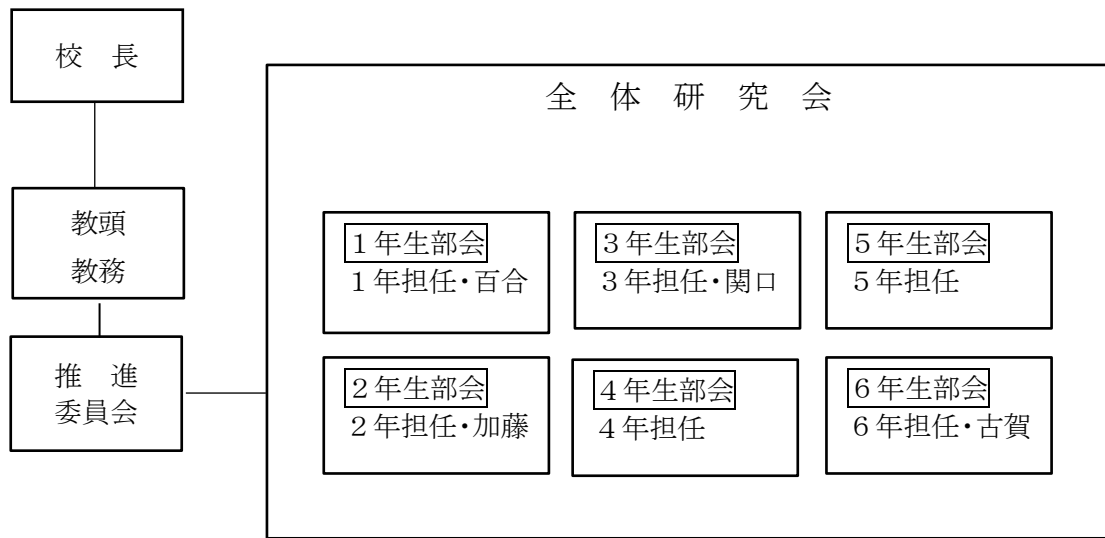 校　長
教頭
教務
推　進
委員会
全　体　研　究　会
１年生部会
１年担任・百合
３年生部会
３年担任・関口
５年生部会
５年担任
２年生部会
２年担任・加藤
４年生部会
４年担任
６年生部会
６年担任・古賀